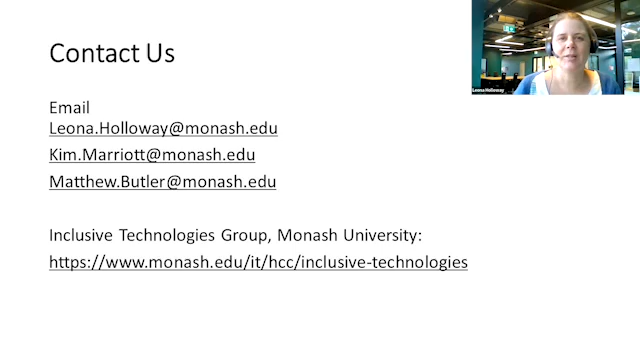 Contact Us
Email
Leona.Holloway@monash.edu
Kim.Marriott@monash.edu
Matthew.Butler@monash.edu
Inclusive Technologies Group, Monash University:
https://www.monash.edu/it/hcc/inclusive-technologies
Leona Holloway